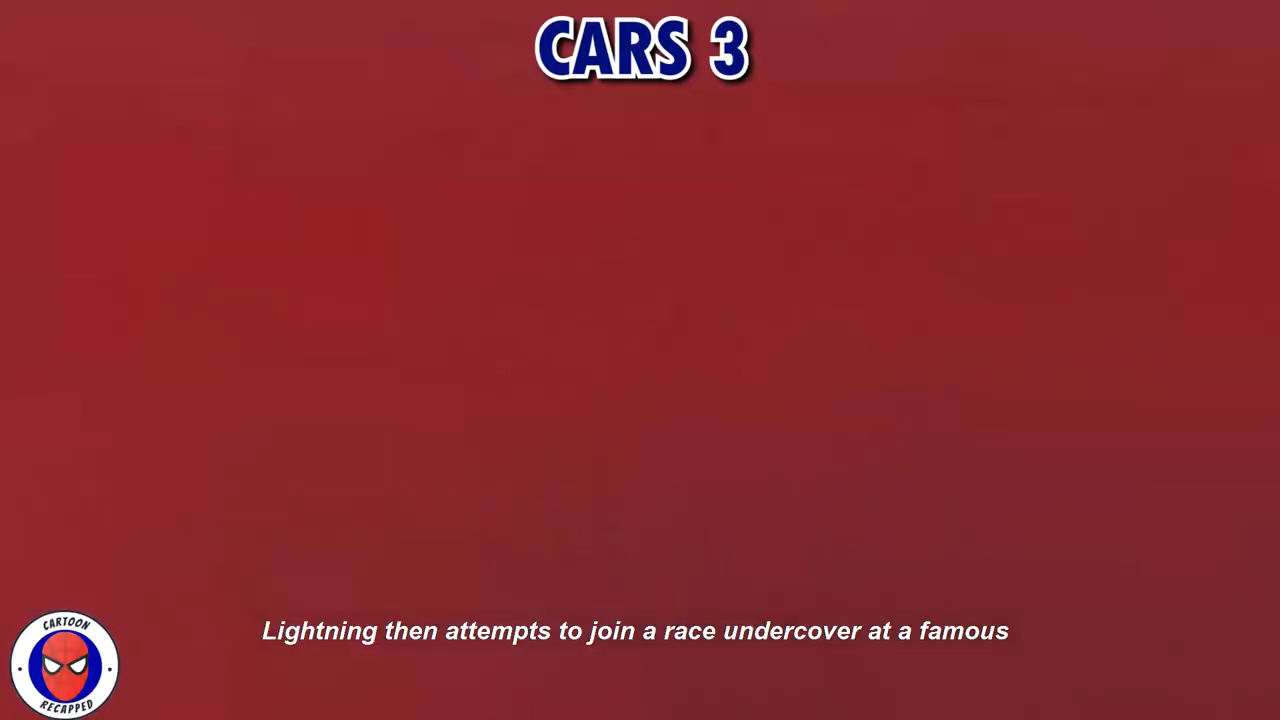 CARS 3
Lightning then attempts to join a race undercover at a famous
CARTOON
RECAPPED